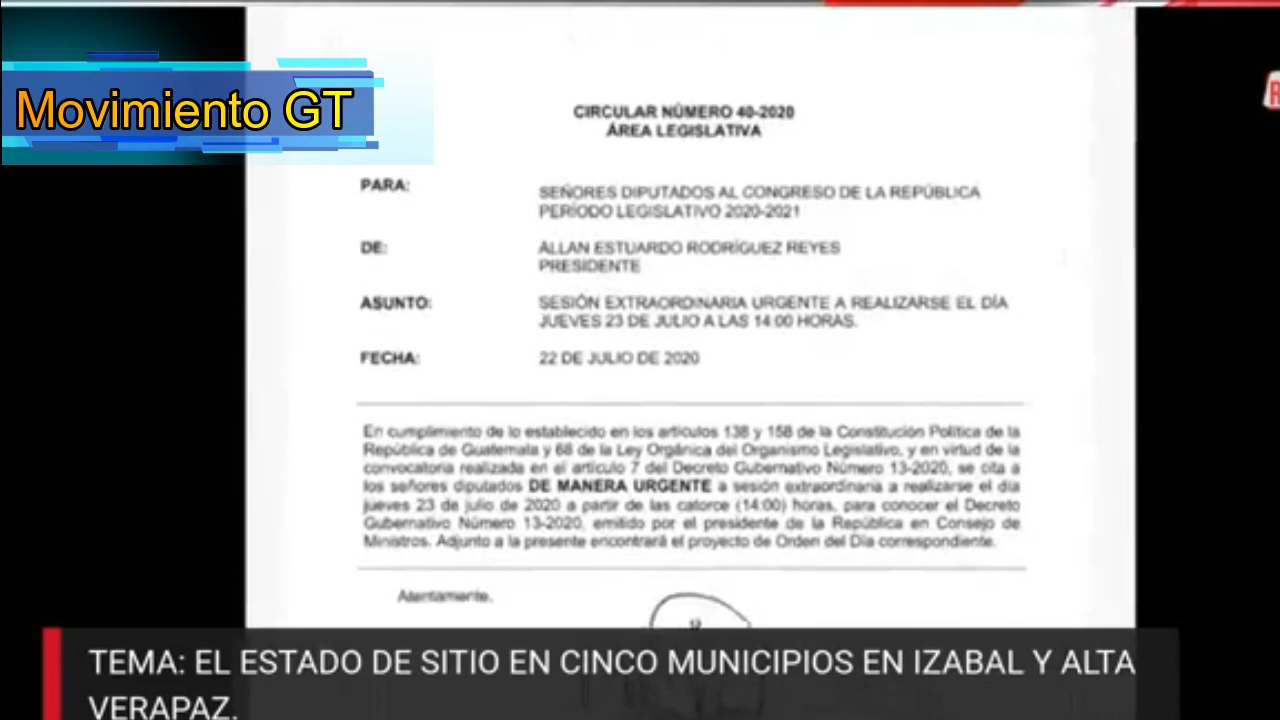 Movimiento GT
CIRCULAR NÚMERO 40-2020
ÁREA LEGISLATIVA
PARA:
SEÑORES DIPUTADOS AL CONGRESO DE LA REPÚBLICA
PERÍODO LEGISLATIVO 2020-2021
DE:
ALLAN ESTUARDO RODRÍGUEZ REYES
PRESIDENTE
ASUNTO:
SESIÓN EXTRAORDINARIA URGENTE A REALIZARSE EL DÍA
JUEVES 23 DE JULIO A LAS 14:00 HORAS.
FECHA:
22 DE JULIO DE 2020
En cumplimiento de lo establecido en los artículos 138 y 158 de la Constitución Política de la
República de Guatemala y 68 de la Ley Orgánica del Organismo Legislativo, y en virtud de la
convocatoria realizada en el artículo 7 del Decreto Gubernativo Número 13-2020, se cita a
los señores diputados DE MANERA URGENTE a sesión extraordinaria a realizarse el día
jueves 23 de julio de 2020 a partir de las catorce (14:00) horas, para conocer el Decreto
Gubernativo Número 13-2020, emitido por el presidente de la República en Consejo de
Ministros. Adjunto a la presente encontrará el proyecto de Orden del Día correspondiente.
Atentamente,
TEMA: EL ESTADO DE SITIO EN CINCO MUNICIPIOS EN IZABAL Y ALTA
VERAPAZ.